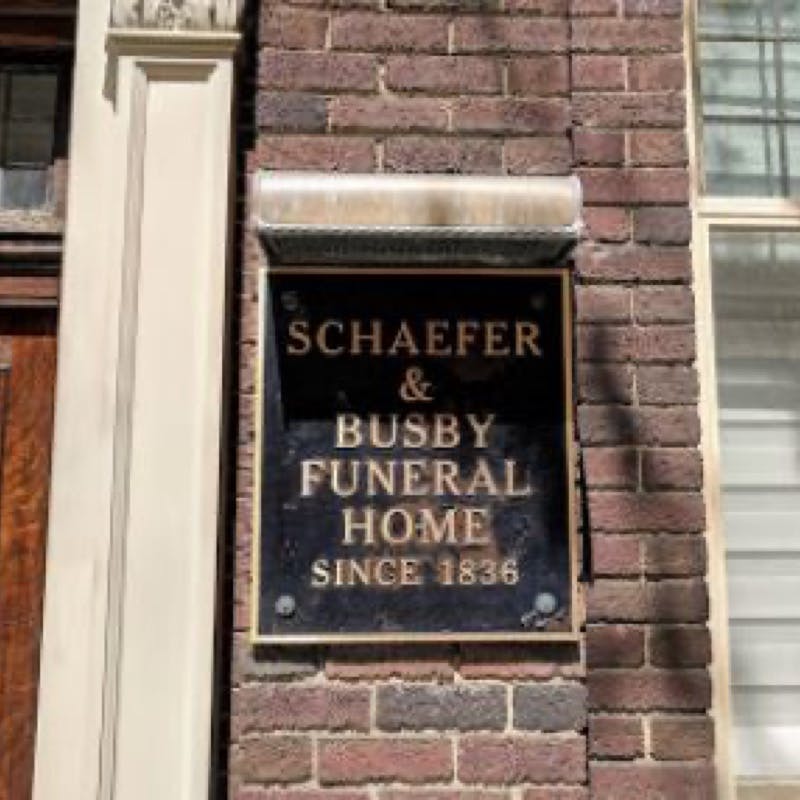 SCHAEFER
&
BUSBY
FUNERAL
HOME
SINCE 1836